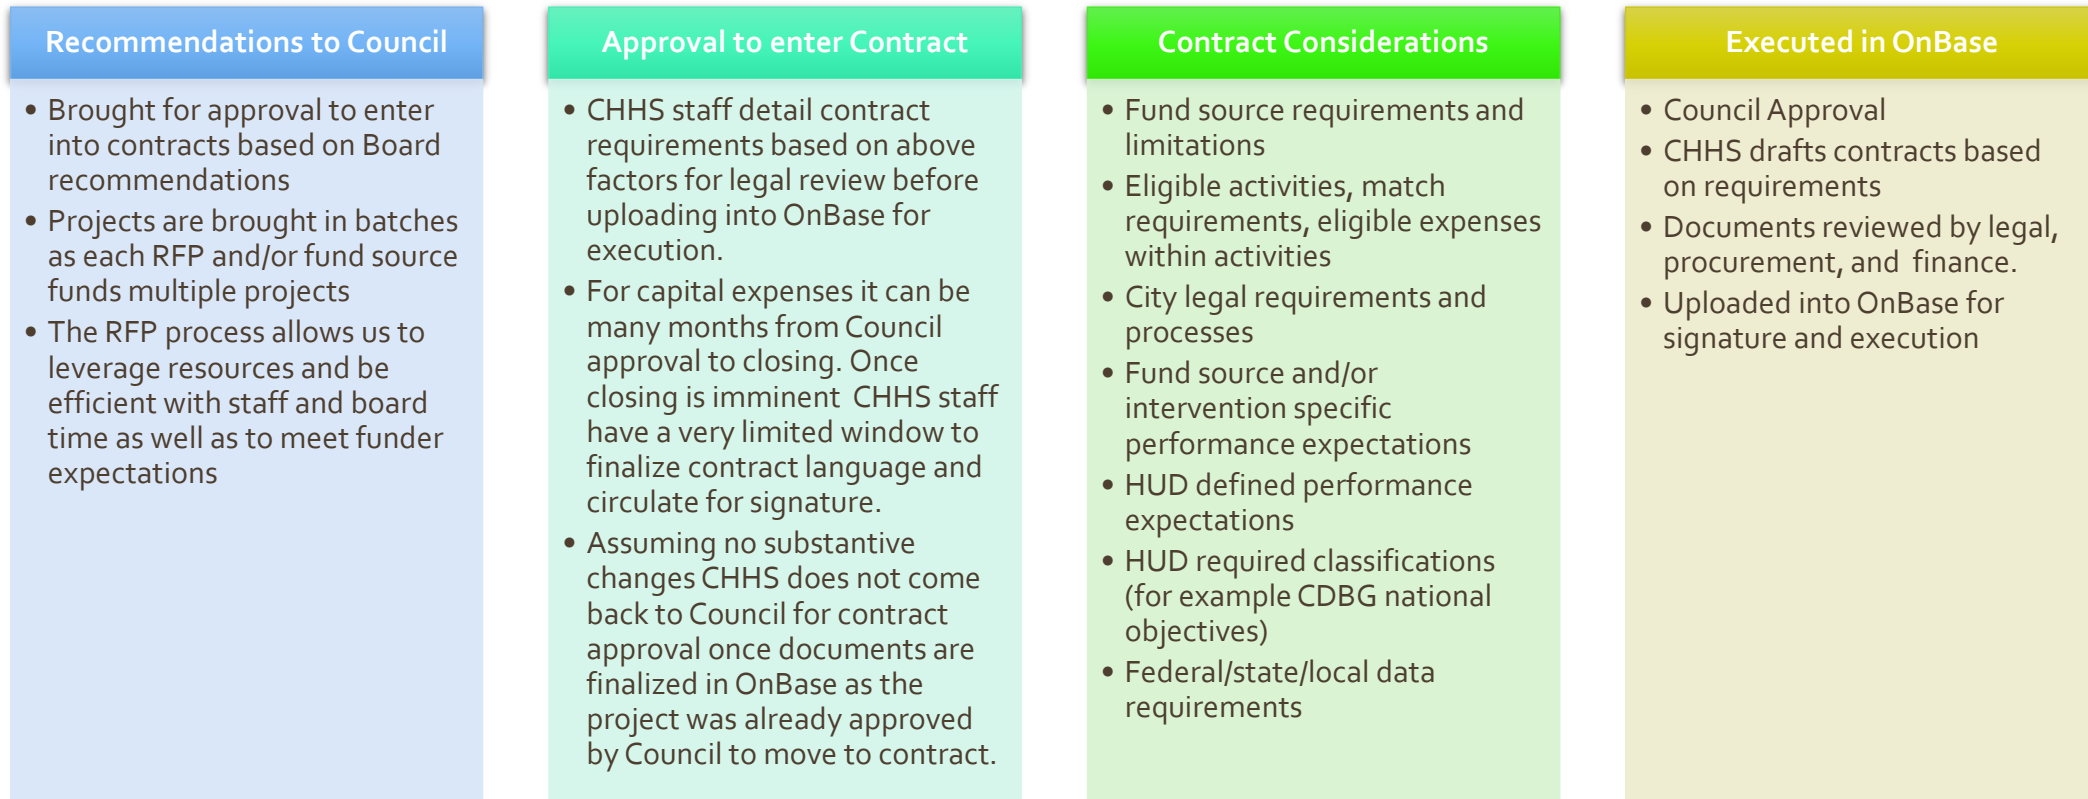 Recommendations to Council
• Brought for approval to enter
into contracts based on Board
recommendations
• Projects are brought in batches
as each RFP and/or fund source
funds multiple projects
• The RFP process allows us to
leverage resources and be
efficient with staff and board
time as well as to meet funder
expectations
Approval to enter Contract
• CHHS staff detail contract
requirements based on above
factors for legal review before
uploading into OnBase for
execution.
• For capital expenses it can be
many months from Council
approval to closing. Once
closing is imminent  CHHS staff
have a very limited window to
finalize contract language and
circulate for signature.
• Assuming no substantive
changes CHHS does not come
back to Council for contract
approval once documents are
finalized in OnBase as the
project was already approved
by Council to move to contract.
Contract Considerations
• Fund source requirements and
limitations
• Eligible activities, match
requirements, eligible expenses
within activities
• City legal requirements and
processes
• Fund source and/or
intervention specific
performance expectations
• HUD defined performance
expectations
• HUD required classifications
(for example CDBG national
objectives)
• Federal/state/local data
requirements
Executed in OnBase
• Council Approval
• CHHS drafts contracts based
on requirements
• Documents reviewed by legal,
procurement, and  finance.
• Uploaded into OnBase for
signature and execution